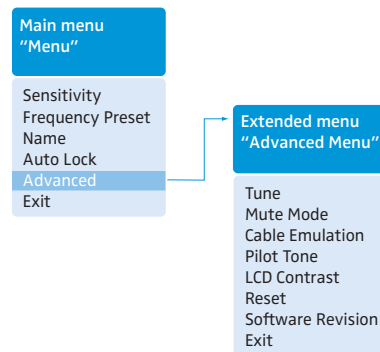 Main menu
“Menu”
Sensitivity
Frequency Preset
Name
Auto Lock
Advanced
Exit
Extended menu
“Advanced Menu”
Tune
Mute Mode
Cable Emulation
Pilot Tone
LCD Contrast
Reset
Software Revision
Exit